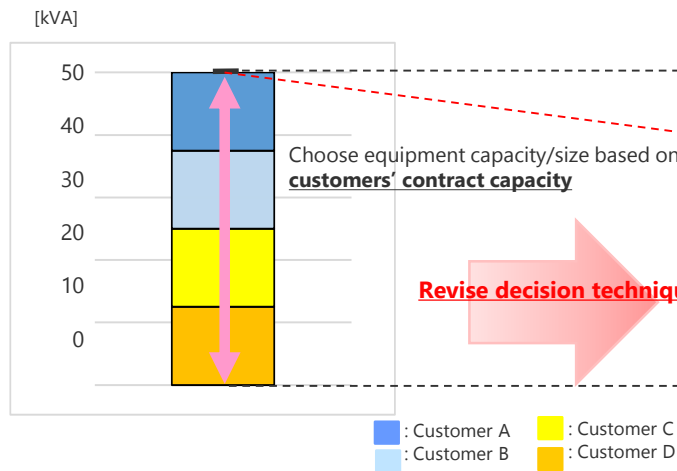 [kVA]
50
40
30
20
10
0
Choose equipment capacity/size based on
customers’ contract capacity
Revise decision
: Customer A
: Customer B
: Customer C
: Customer D